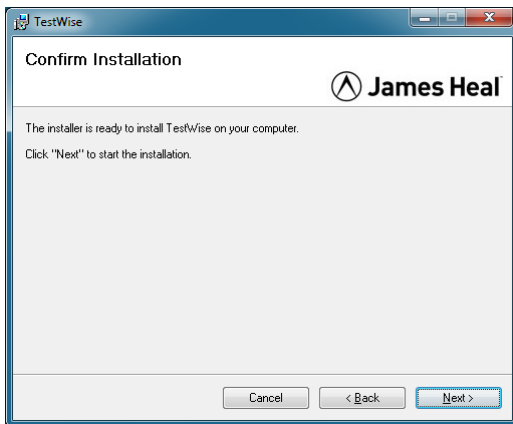 TestWise
Confirm Installation
James Heal
The installer is ready to install TestWise on your computer.
Click "Next" to start the installation.
Cancel
< Back
Next >